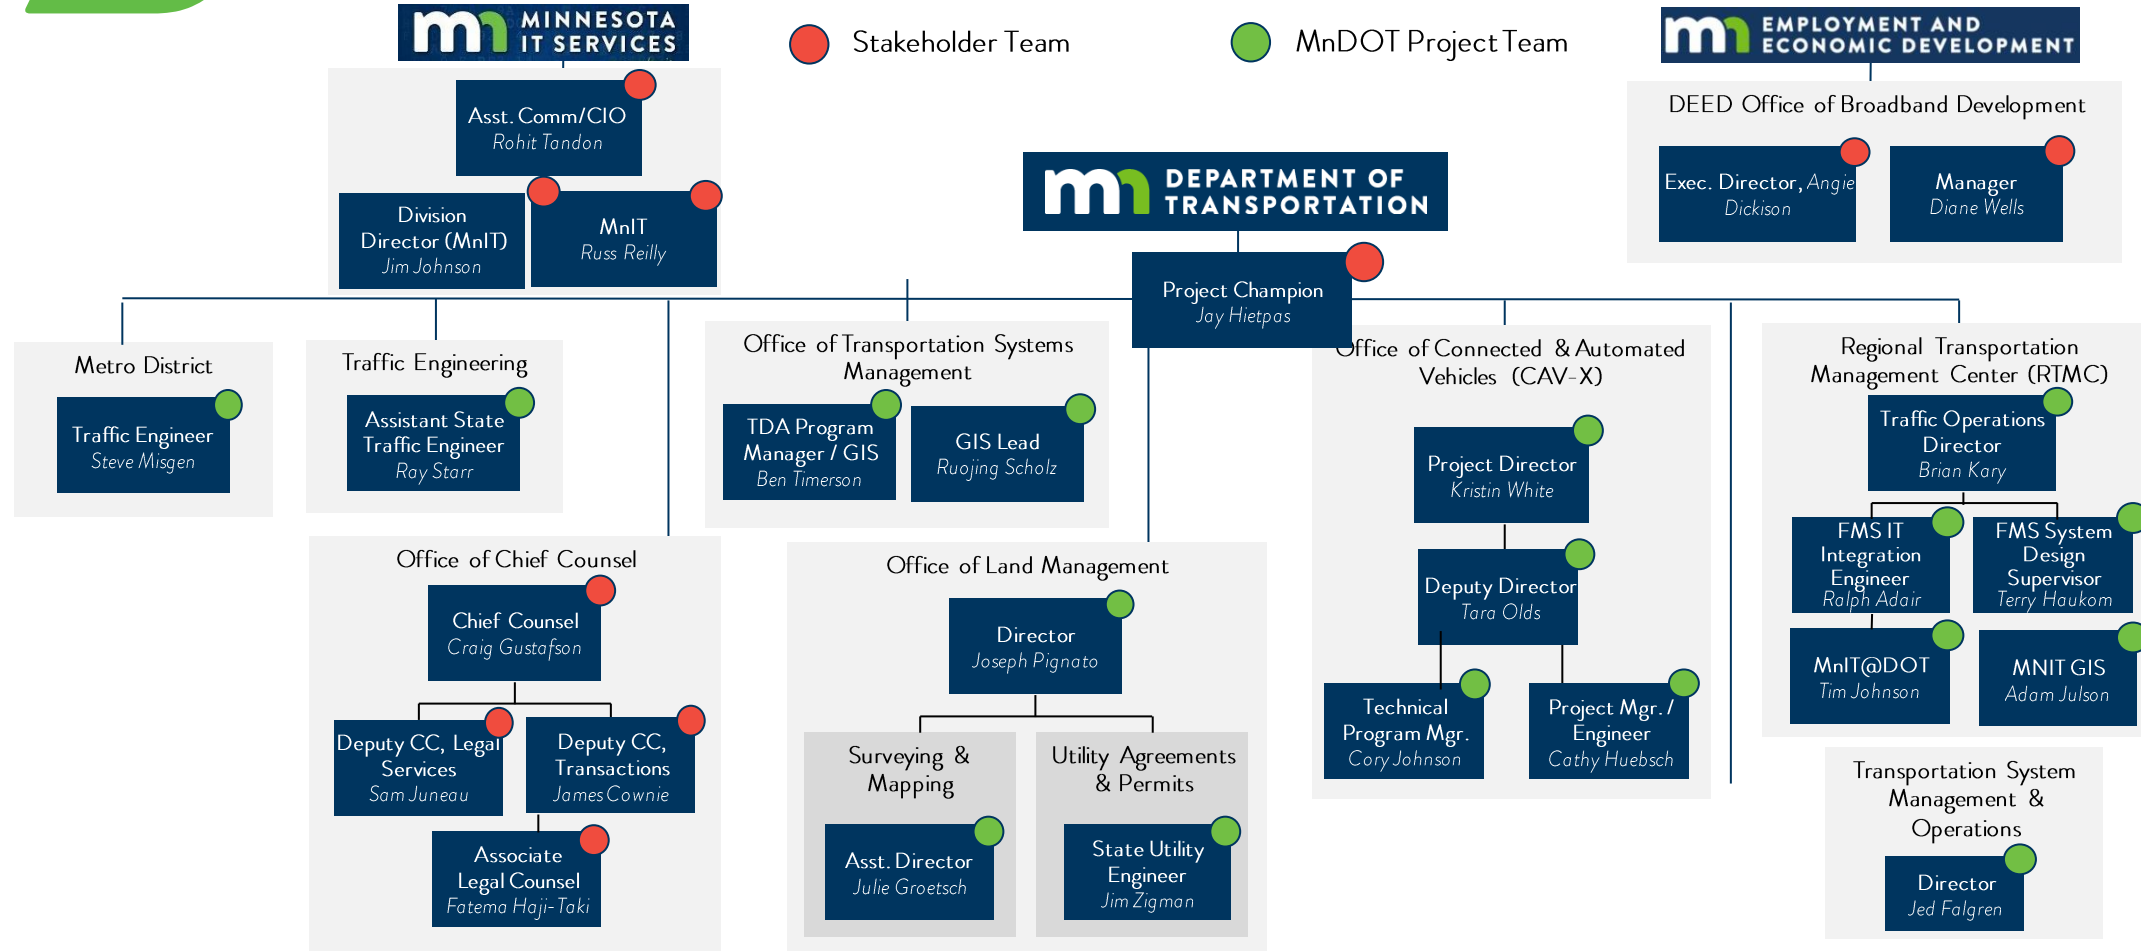 MINNESOTA
IT SERVICES
Stakeholder Team
MnDOT Project Team
EMPLOYMENT AND
ECONOMIC DEVELOPMENT
Asst. Comm/CIO
Rohit Tandon
Division
Director (MnIT)
Jim Johnson
MnIT
Russ Reilly
DEPARTMENT OF
TRANSPORTATION
Project Champion
Jay Hietpas
DEED Office of Broadband Development
Exec. Director, Angie
Dickison
Manager
Diane Wells
Metro District
Traffic Engineer
Steve Misgen
Traffic Engineering
Assistant State
Traffic Engineer
Ray Starr
Office of Transportation Systems
Management
TDA Program
Manager / GIS
Ben Timerson
GIS Lead
Ruojing Scholz
Office of Connected & Automated
Vehicles (CAV-X)
Project Director
Kristin White
Deputy Director
Tara Olds
Technical
Program Mgr.
Cory Johnson
Project Mgr. /
Engineer
Cathy Huebsch
Regional Transportation
Management Center (RTMC)
Traffic Operations
Director
Brian Kary
FMS IT
Integration
Engineer
Ralph Adair
FMS System
Design
Supervisor
Terry Haukom
MnIT@DOT
Tim Johnson
MNIT GIS
Adam Julson
Office of Chief Counsel
Chief Counsel
Craig Gustafson
Deputy CC, Legal
Services
Sam Juneau
Deputy CC,
Transactions
James Cownie
Associate
Legal Counsel
Fatema Haji-Taki
Office of Land Management
Director
Joseph Pignato
Surveying &
Mapping
Asst. Director
Julie Groetsch
Utility Agreements
& Permits
State Utility
Engineer
Jim Zigman
Transportation System
Management &
Operations
Director
Jed Falgren